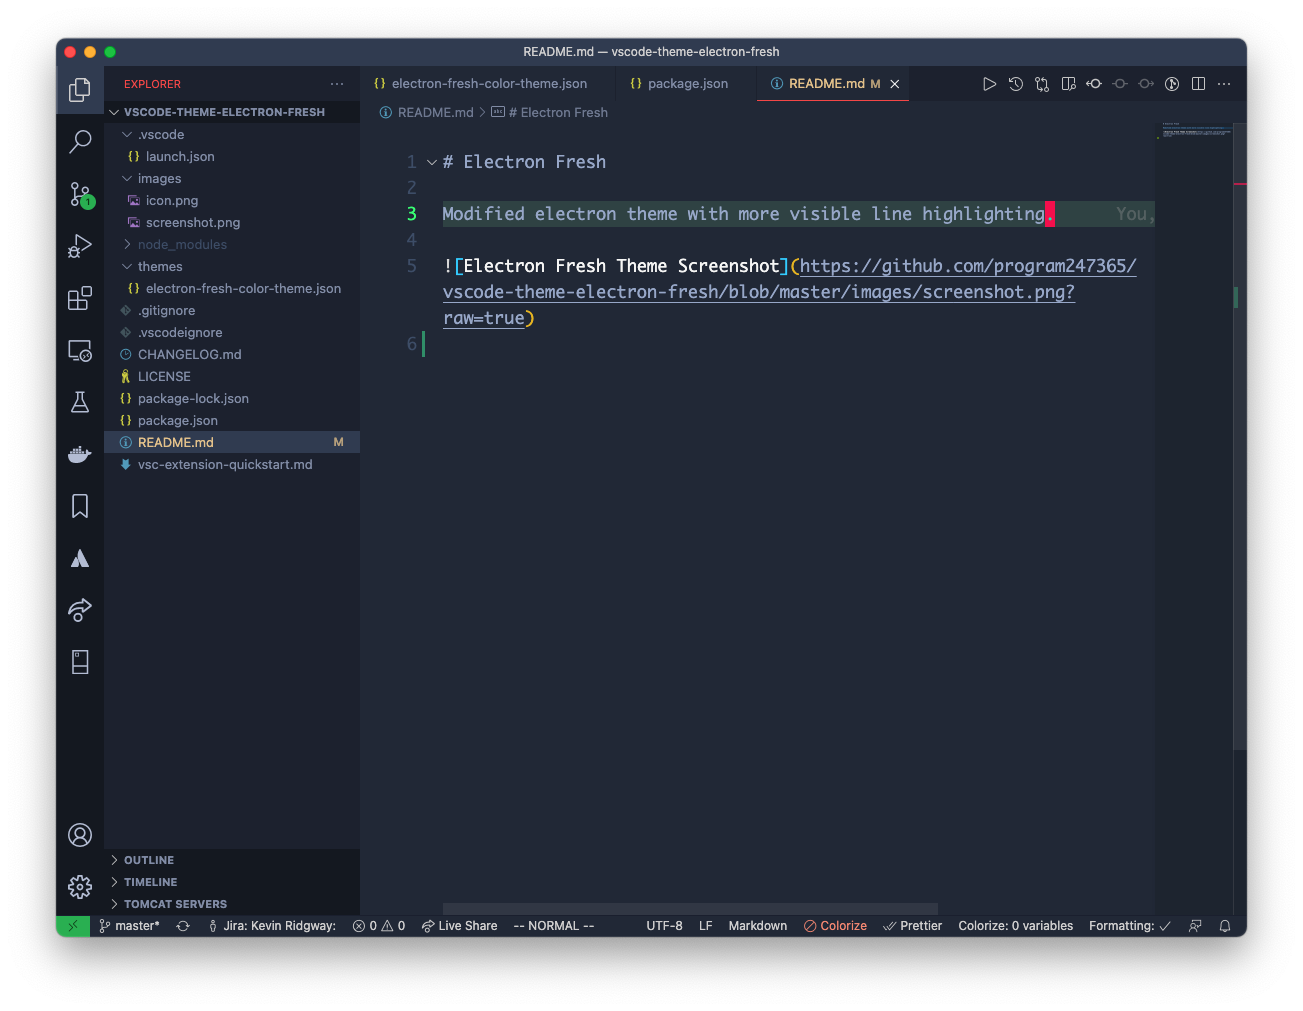 README.md — vscode-theme-electron-fresh
EXPLORER
VSCODE-THEME-ELECTRON-FRESH
.vscode
{} launch.json
images
icon.png
screenshot.png
node_modules
themes
{} electron-fresh-color-theme.json
.gitignore
.vscodeignore
CHANGELOG.md
LICENSE
{} package-lock.json
{} package.json
README.md M
vsc-extension-quickstart.md
OUTLINE
TIMELINE
TOMCAT SERVERS
1
{} electron-fresh-color-theme.json {} package.json README.md M
README.md > # Electron Fresh
1 # Electron Fresh
2
3 Modified electron theme with more visible line highlighting. You,
4
5 ![Electron Fresh Theme Screenshot](https://github.com/program247365/
vscode-theme-electron-fresh/blob/master/images/screenshot.png?
raw=true)
6
master* Jira: Kevin Ridgway: 0 0 Live Share -- NORMAL -- UTF-8 LF Markdown Colorize Prettier Colorize: 0 variables Formatting: